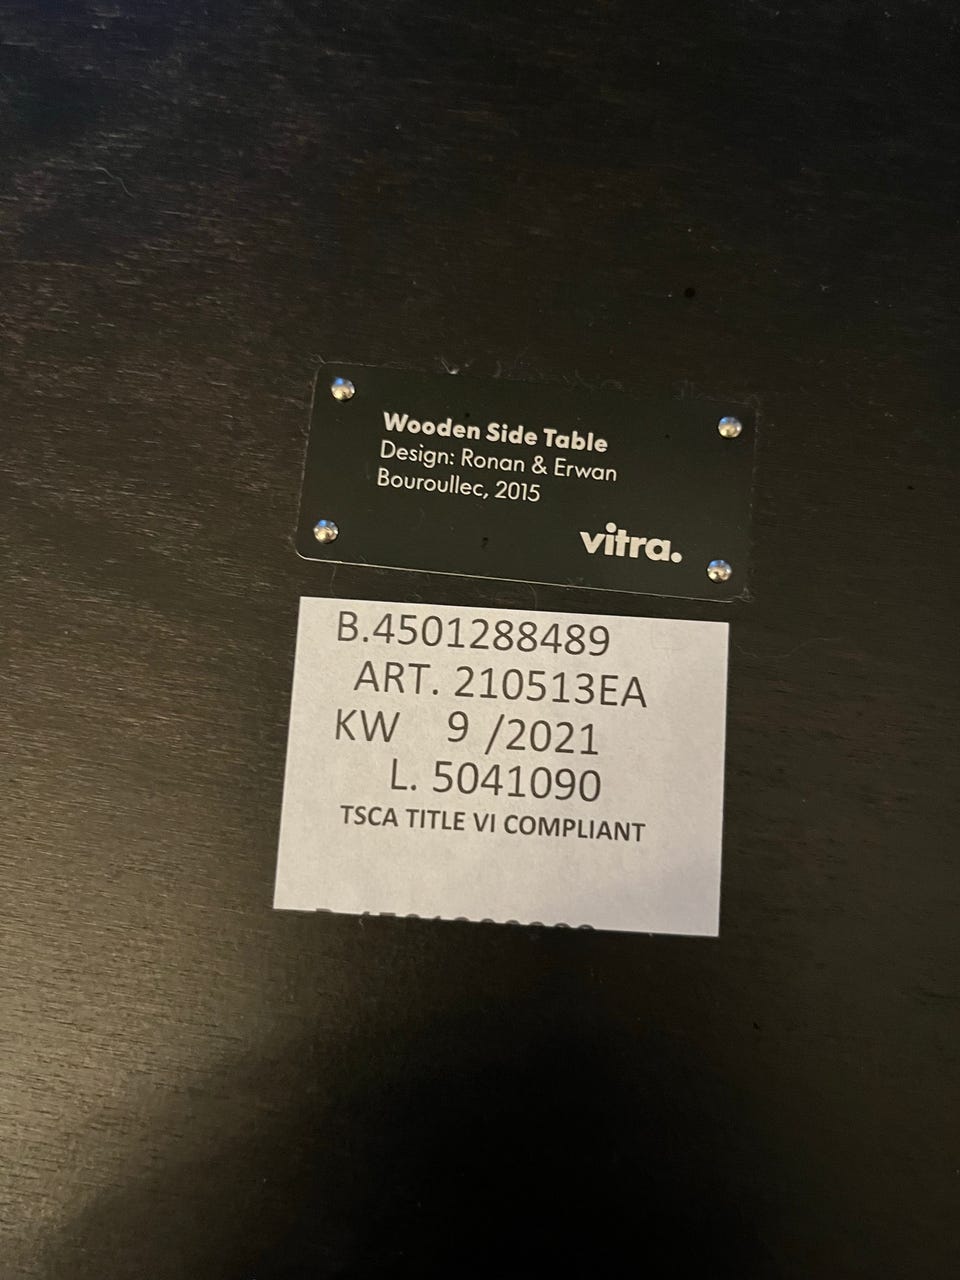 Wooden Side Table
Design: Ronan & Erwan
Bouroullec, 2015
vitra.
B.4501288489
ART. 210513EA
KW 9 /2021
L. 5041090
TSCA TITLE VI COMPLIANT